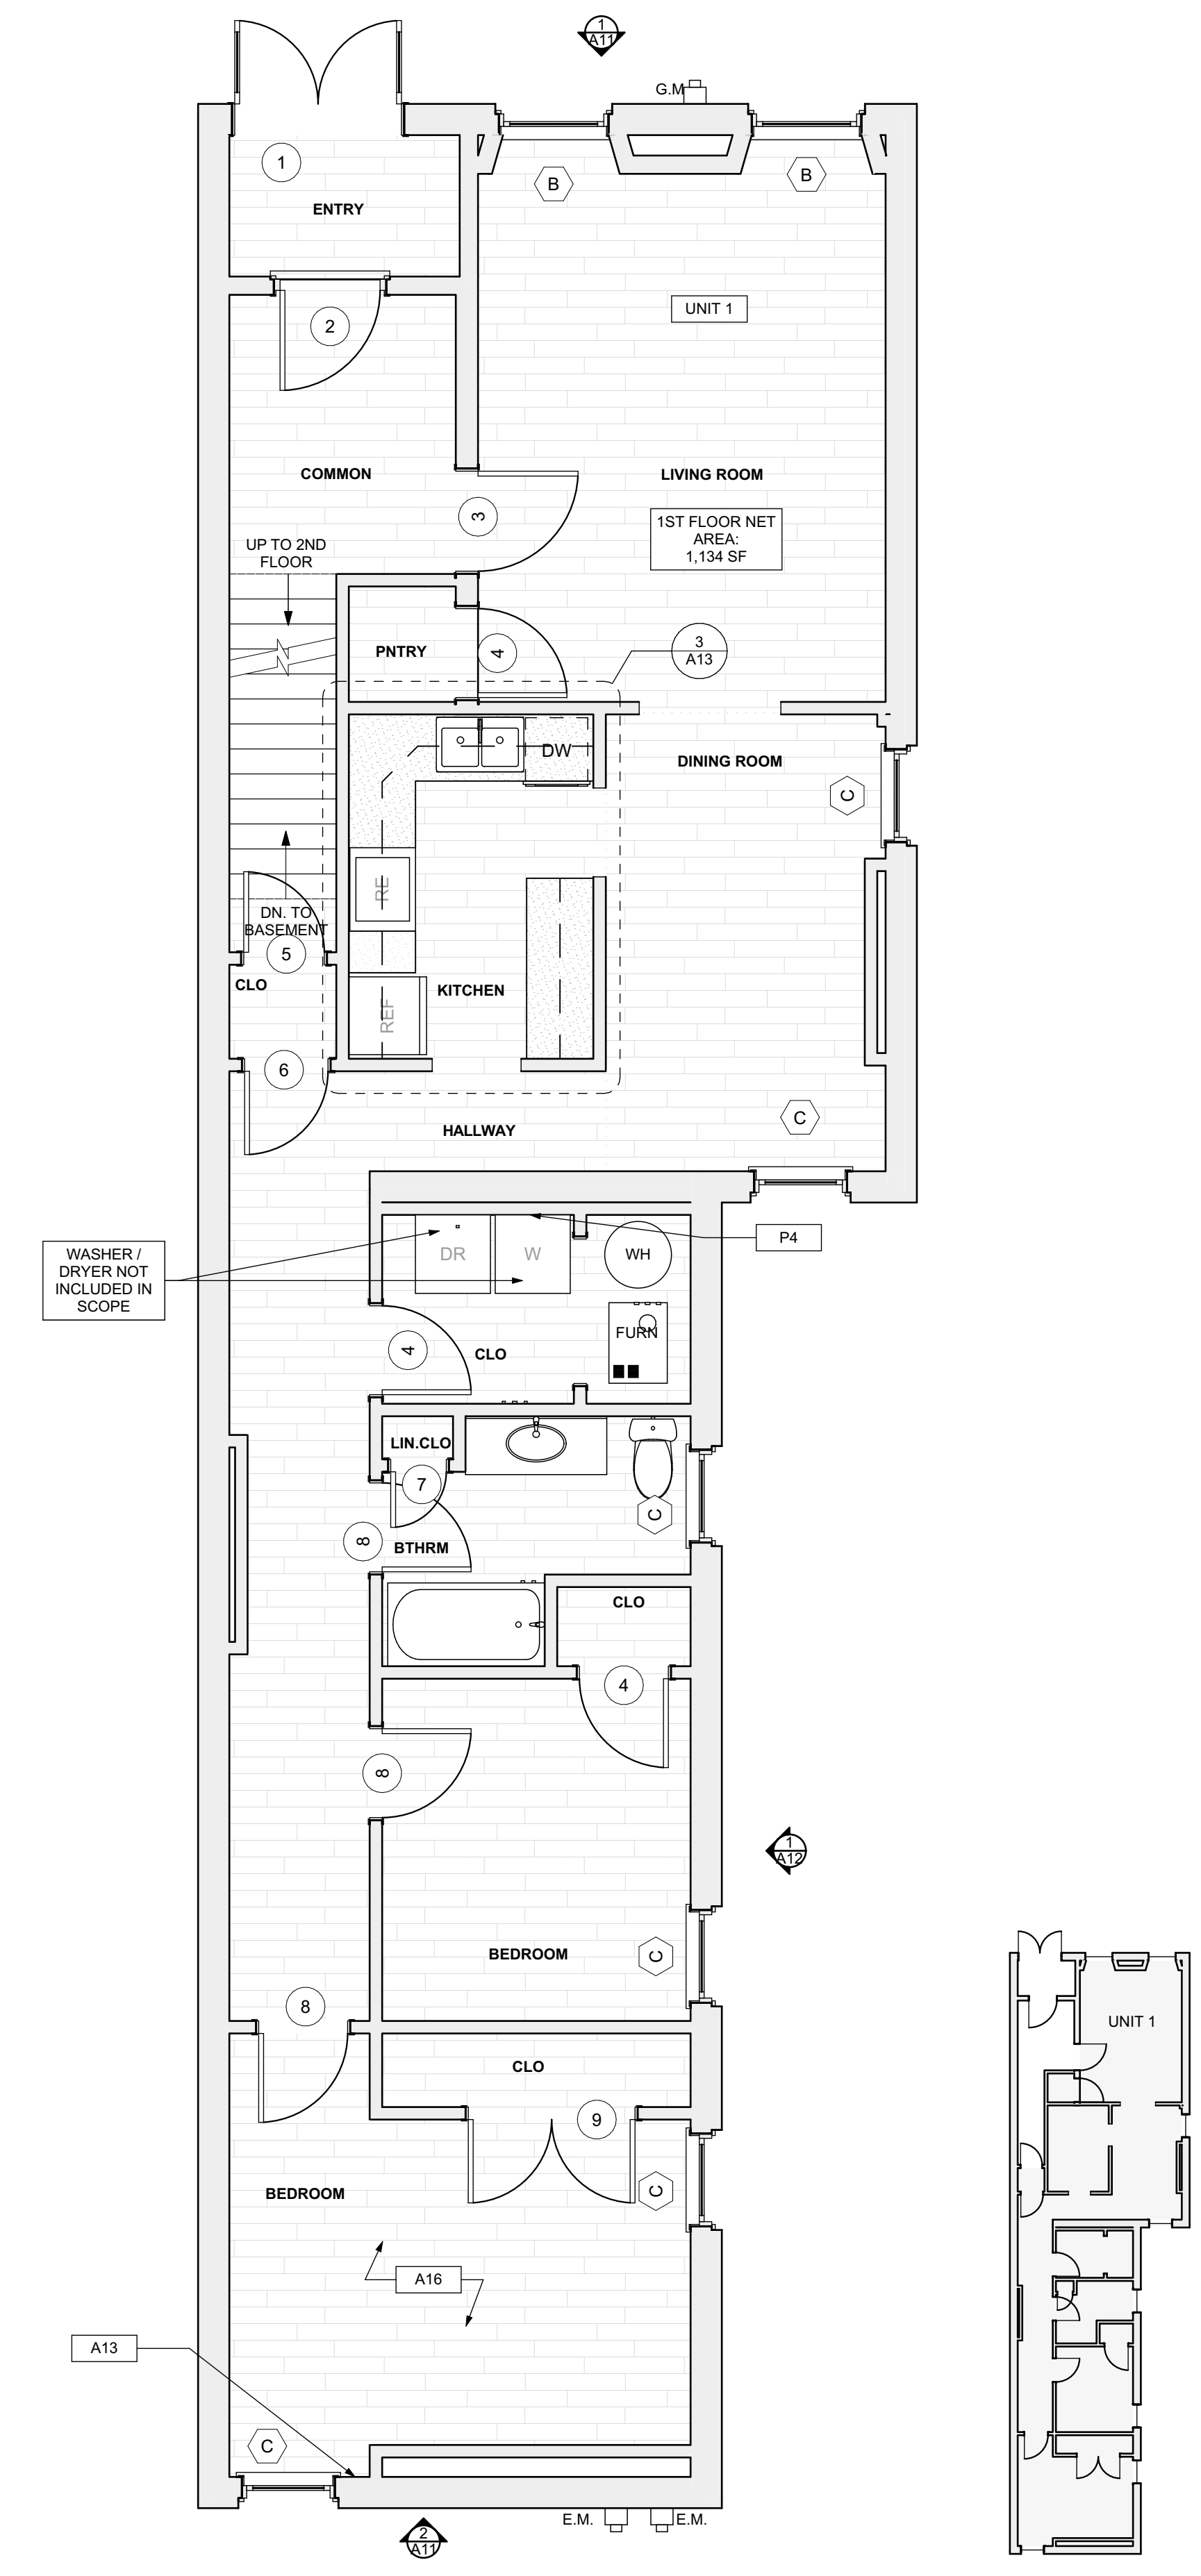 1
A11
G.M
1
B
B
ENTRY
UNIT 1
2
COMMON
LIVING ROOM
3
1ST FLOOR NET
AREA:
1,134 SF
UP TO 2ND
FLOOR
PNTRY
4
3
A13
DW
DINING ROOM
C
RE
DN. TO
BASEMENT
5
CLO
KITCHEN
REF
6
C
HALLWAY
P4
WASHER /
DRYER NOT
INCLUDED IN
SCOPE
DR
W
WH
FURN
4
CLO
LIN.CLO
7
C
8
BTHRM
CLO
4
8
1
A12
BEDROOM
C
8
UNIT 1
CLO
9
BEDROOM
C
A16
A13
C
E.M.
E.M.
2
A11